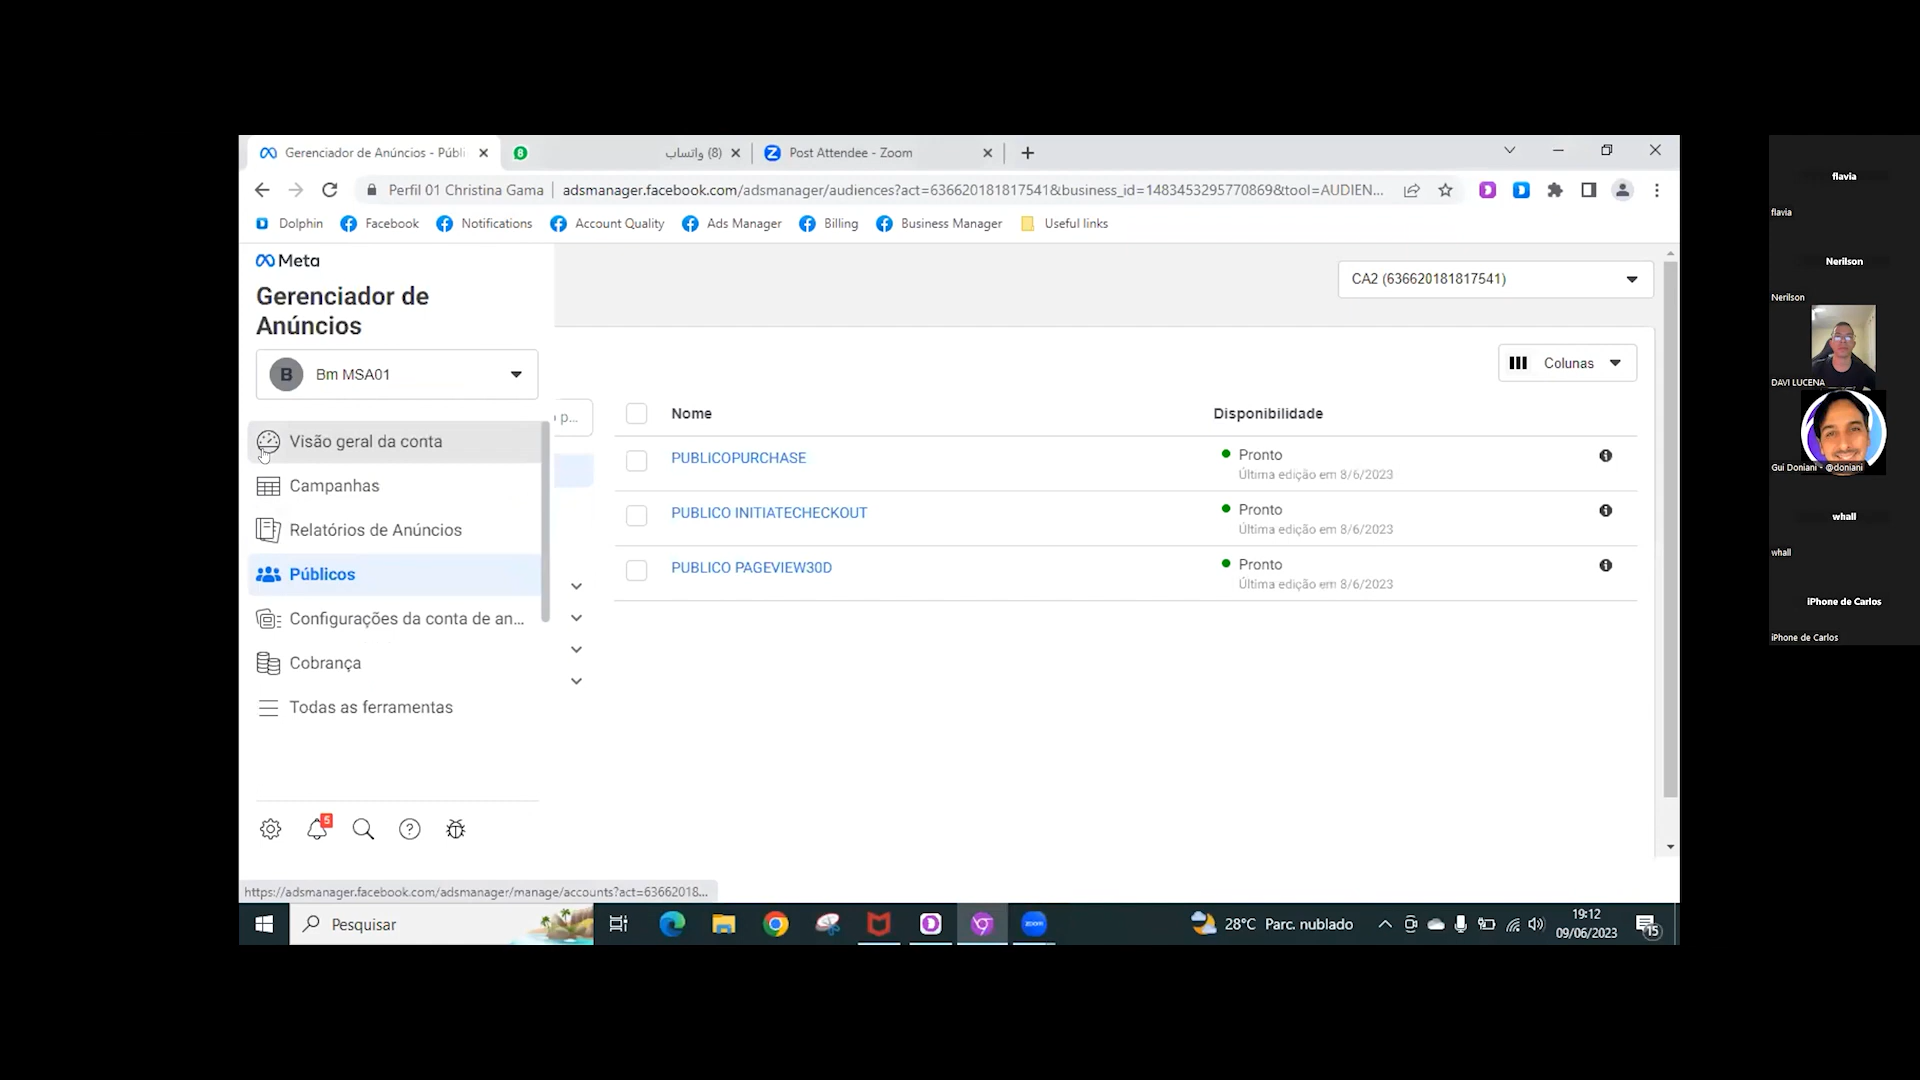 Gerenciador de Anúncios - Públi
(8) واتساب
Post Attendee - Zoom
Perfil 01 Christina Gama
adsmanager.facebook.com/adsmanager/audiences?act=636620181817541&business_id=1483453295770869&tool=AUDIEN...
Dolphin
Facebook
Notifications
Account Quality
Ads Manager
Billing
Business Manager
Useful links
Meta
Gerenciador de
Anúncios
B
Bm MSA01
Visão geral da conta
Campanhas
Relatórios de Anúncios
Públicos
Configurações da conta de an...
Cobrança
Todas as ferramentas
5
https://adsmanager.facebook.com/adsmanager/manage/accounts?act=63662018...
CA2 (636620181817541)
Colunas
p...
Nome
Disponibilidade
PUBLICOPURCHASE
Pronto
Última edição em 8/6/2023
PUBLICO INITIATECHECKOUT
Pronto
Última edição em 8/6/2023
PUBLICO PAGEVIEW30D
Pronto
Última edição em 8/6/2023
Pesquisar
zoom
28°C Parc. nublado
19:12
09/06/2023
15
flavia
flavia
Nerilson
Nerilson
DAVI LUCENA
Gui Doniani - @doniani
whall
whall
iPhone de Carlos
iPhone de Carlos